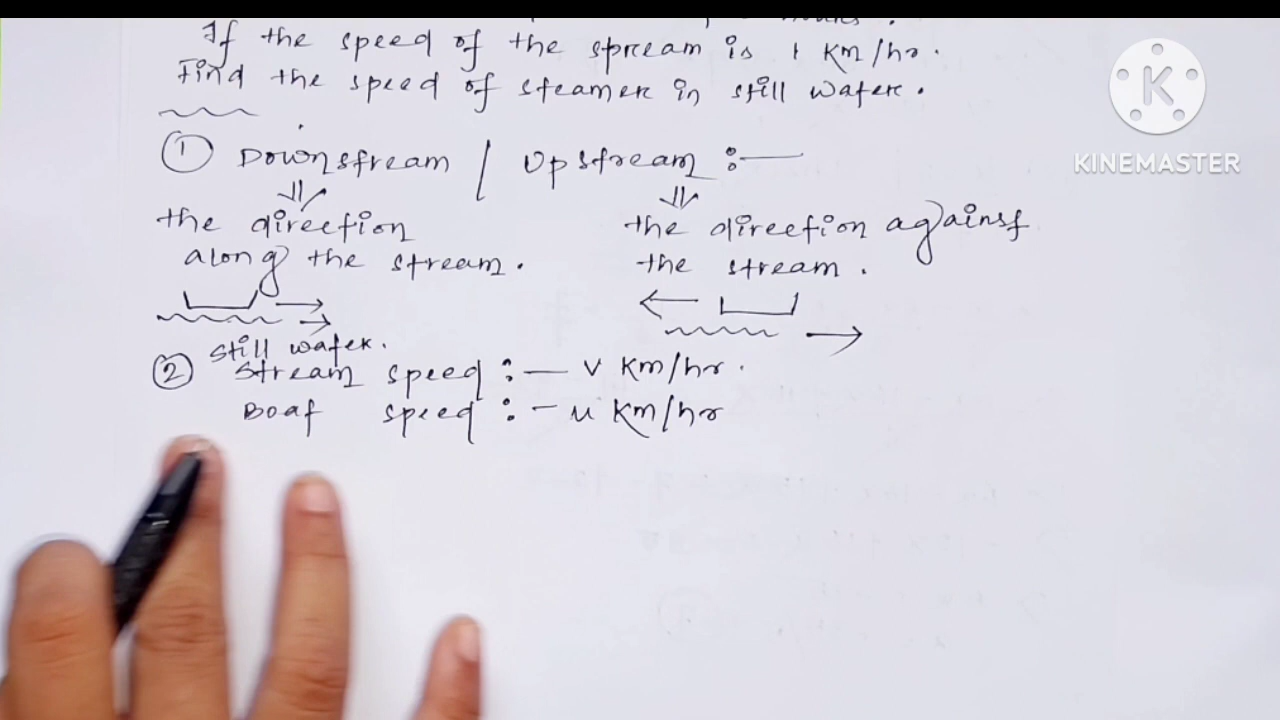 If the speed of the spream is 1 km/hr.
Find the speed of steamer in still water.
① Downstream / Upstream :—
the direction
along the stream.
the direction against
the stream.
still water.
② Stream speed :— v km/hr.
Boat speed :— u km/hr
K
KINEMASTER